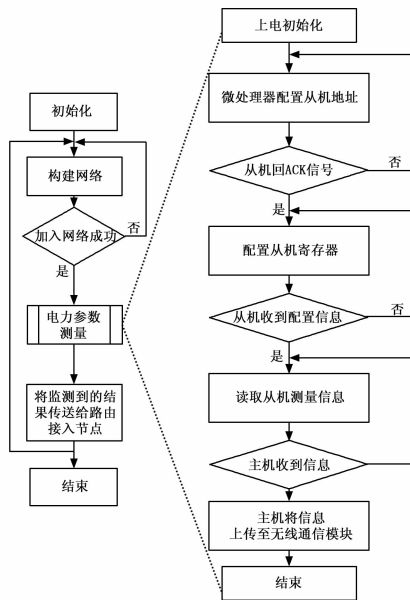 初始化
构建网络
加入网络成功
否
是
电力参数
测量
将监测到的结
果传送给路由
接入节点
结束
上电初始化
微处理器配置从机地址
从机回ACK信号
否
是
配置从机寄存器
从机收到配置信息
否
是
读取从机测量信息
主机收到信息
主机将信息
上传至无线通信模块
结束